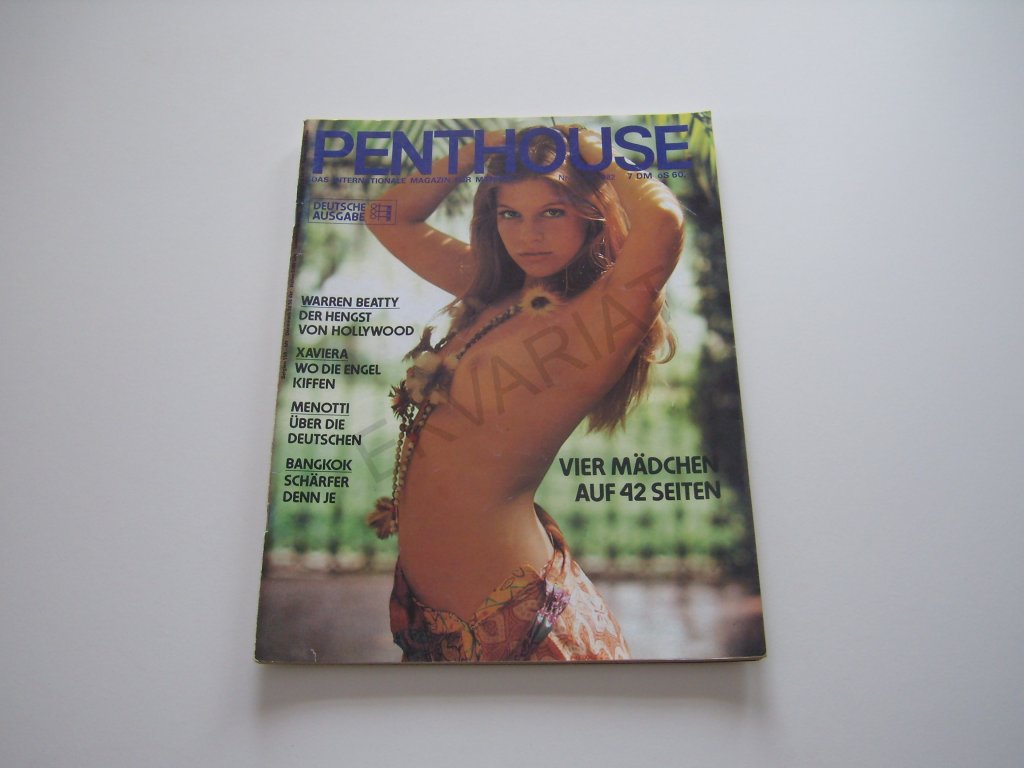 PENTHOUSE
DAS INTERNATIONALE MAGAZIN FÜR 7 DM öS 60,
DEUTSCHE
AUSGABE
WARREN BEATTY
DER HENGST
VON HOLLYWOOD
XAVIERA
WO DIE ENGEL
KIFFEN
MENOTTI
ÜBER DIE
DEUTSCHEN
BANGKOK
SCHÄRFER
DENN JE
VIER MÄDCHEN
AUF 42 SEITEN